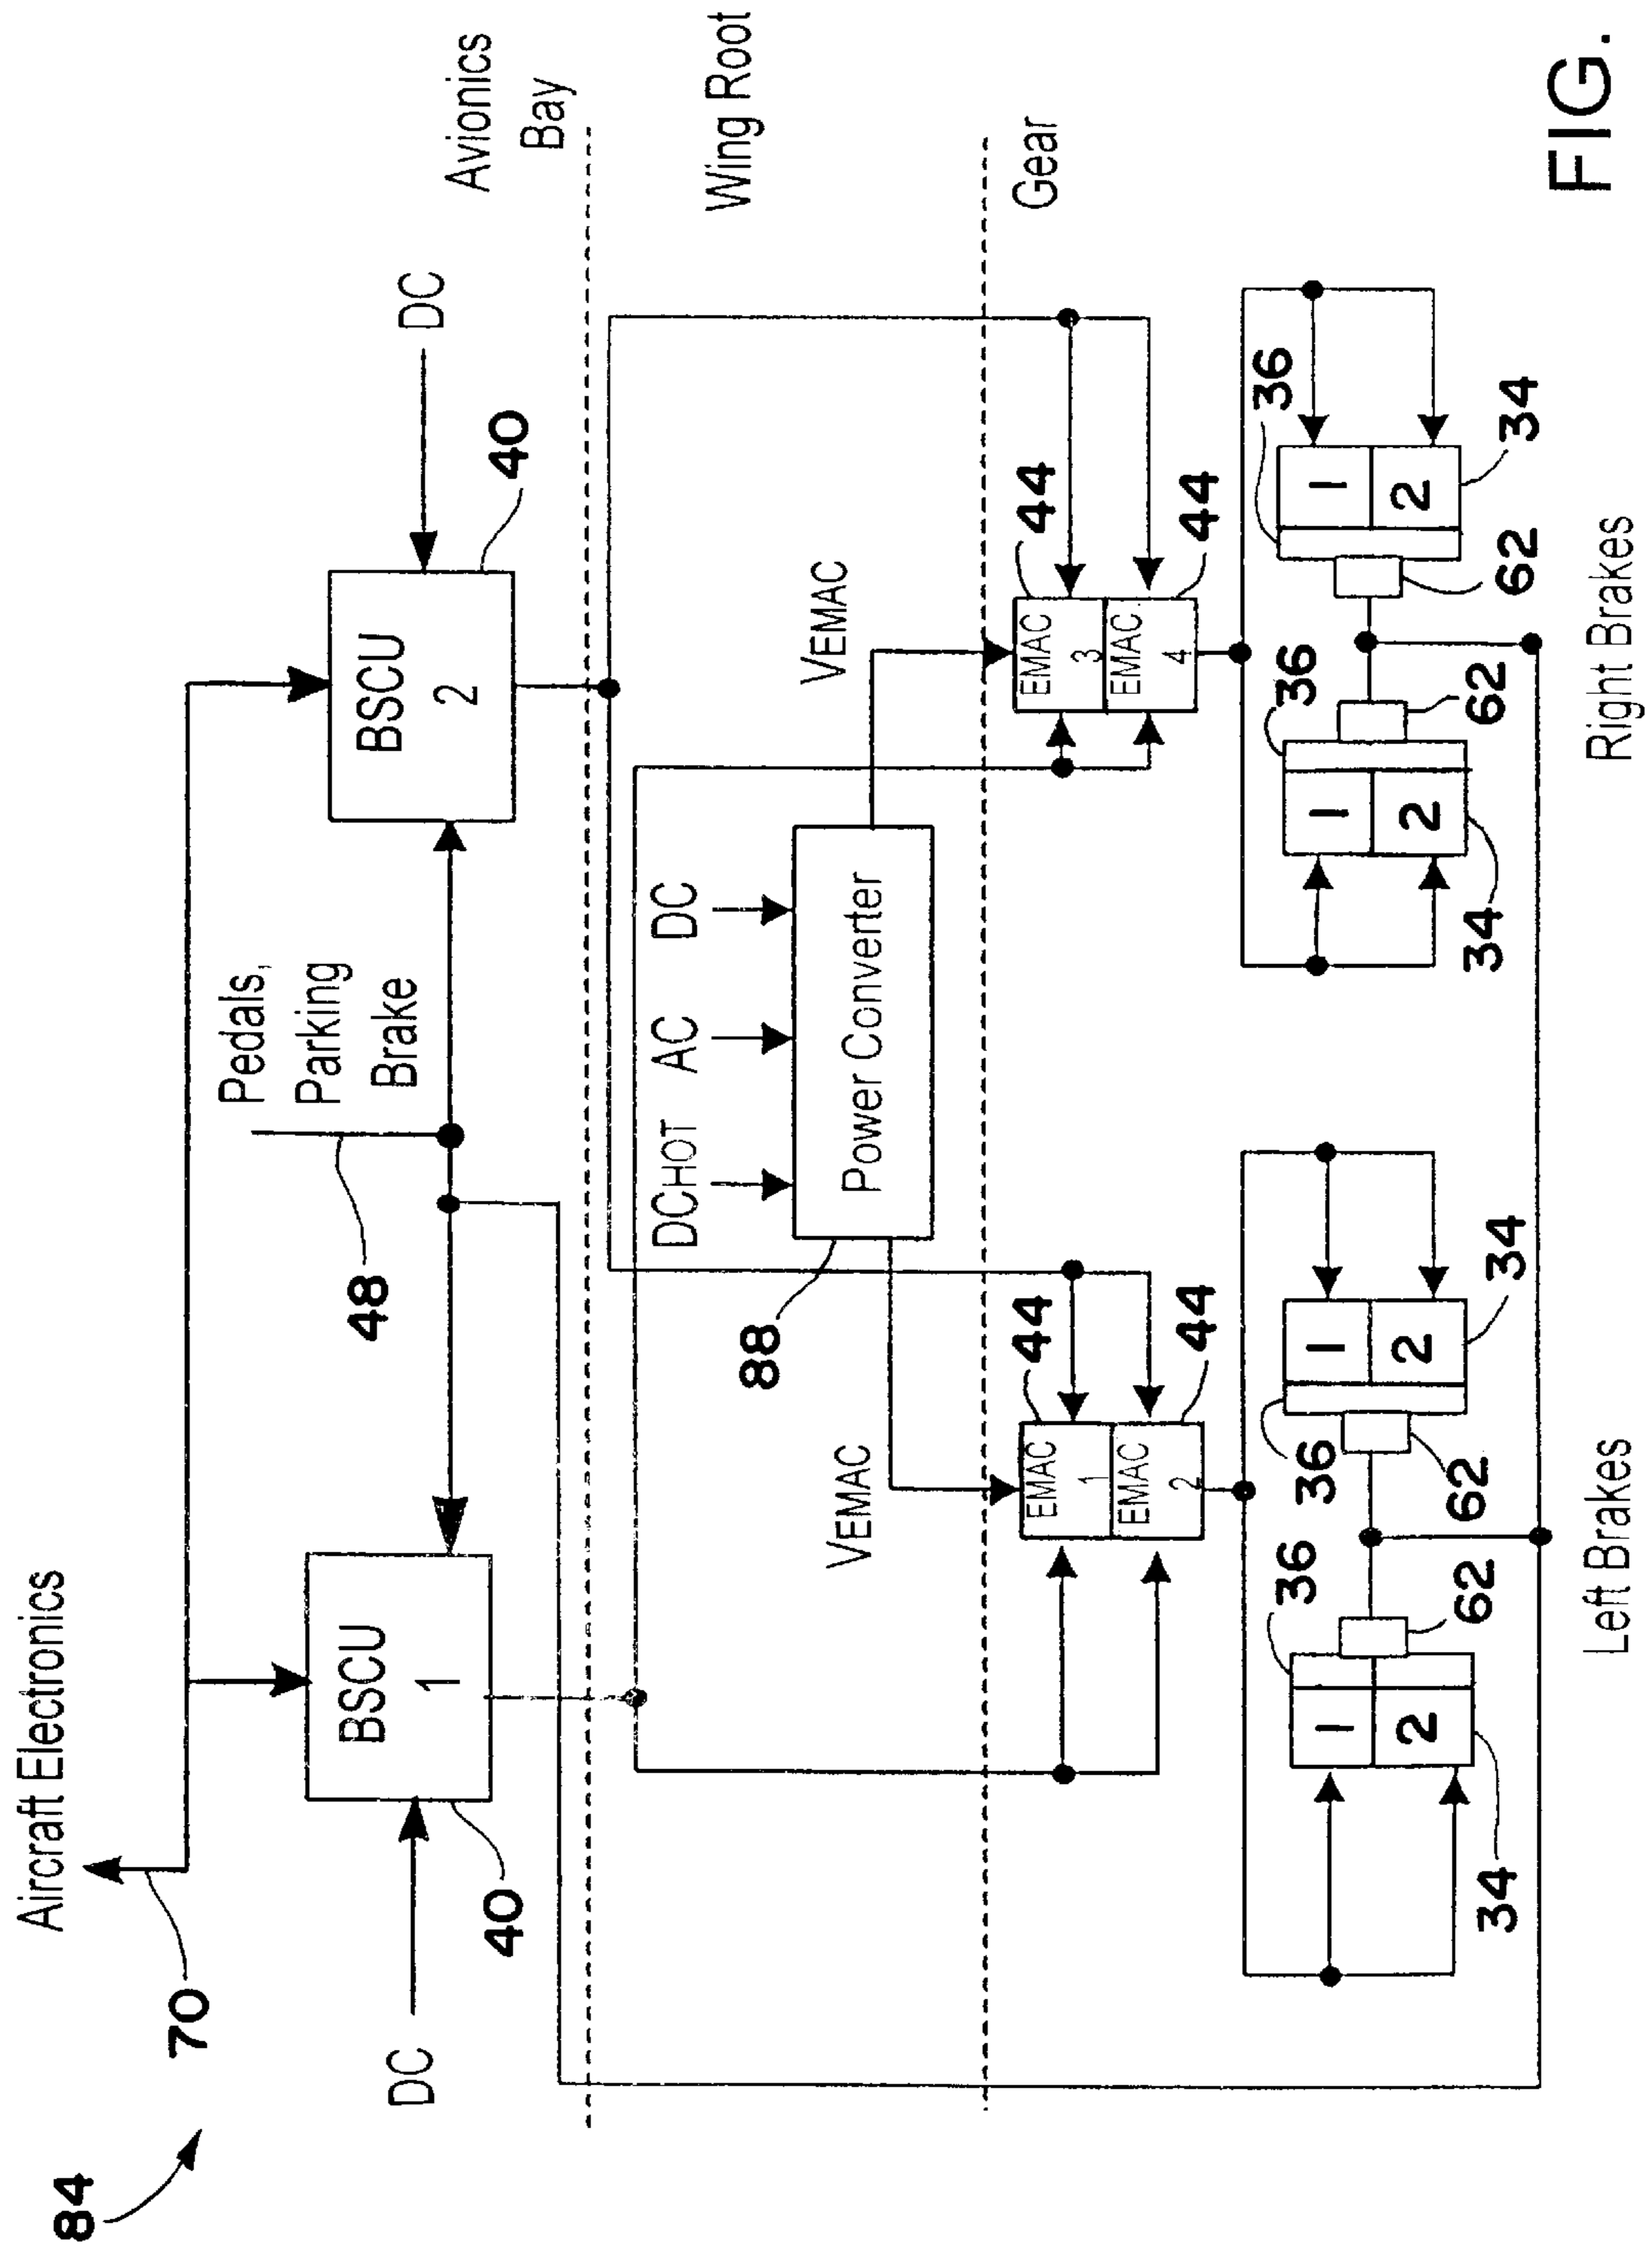 84
70
Aircraft Electronics
DC
40
BSCU
1
48
Pedals,
Parking
Brake
BSCU
2
40
DC
Avionics
Bay
Wing Root
DCHOT
AC
DC
88
Power Converter
VEMAC
VEMAC
Gear
44
EMAC
1
EMAC
2
44
44
EMAC
3
EMAC
4
44
36
1
2
34
62
36
1
2
34
62
36
1
2
34
62
36
1
2
34
62
Left Brakes
Right Brakes
FIG.